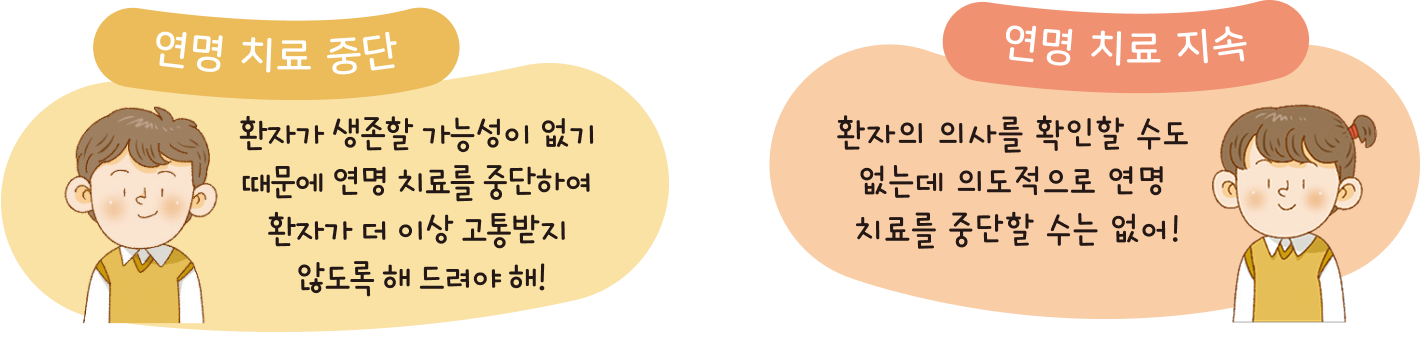 연명 치료 중단
환자가 생존할 가능성이 없기
때문에 연명 치료를 중단하여
환자가 더 이상 고통받지
않도록 해 드려야 해!
연명 치료 지속
환자의 의사를 확인할 수도
없는데 의도적으로 연명
치료를 중단할 수는 없어!